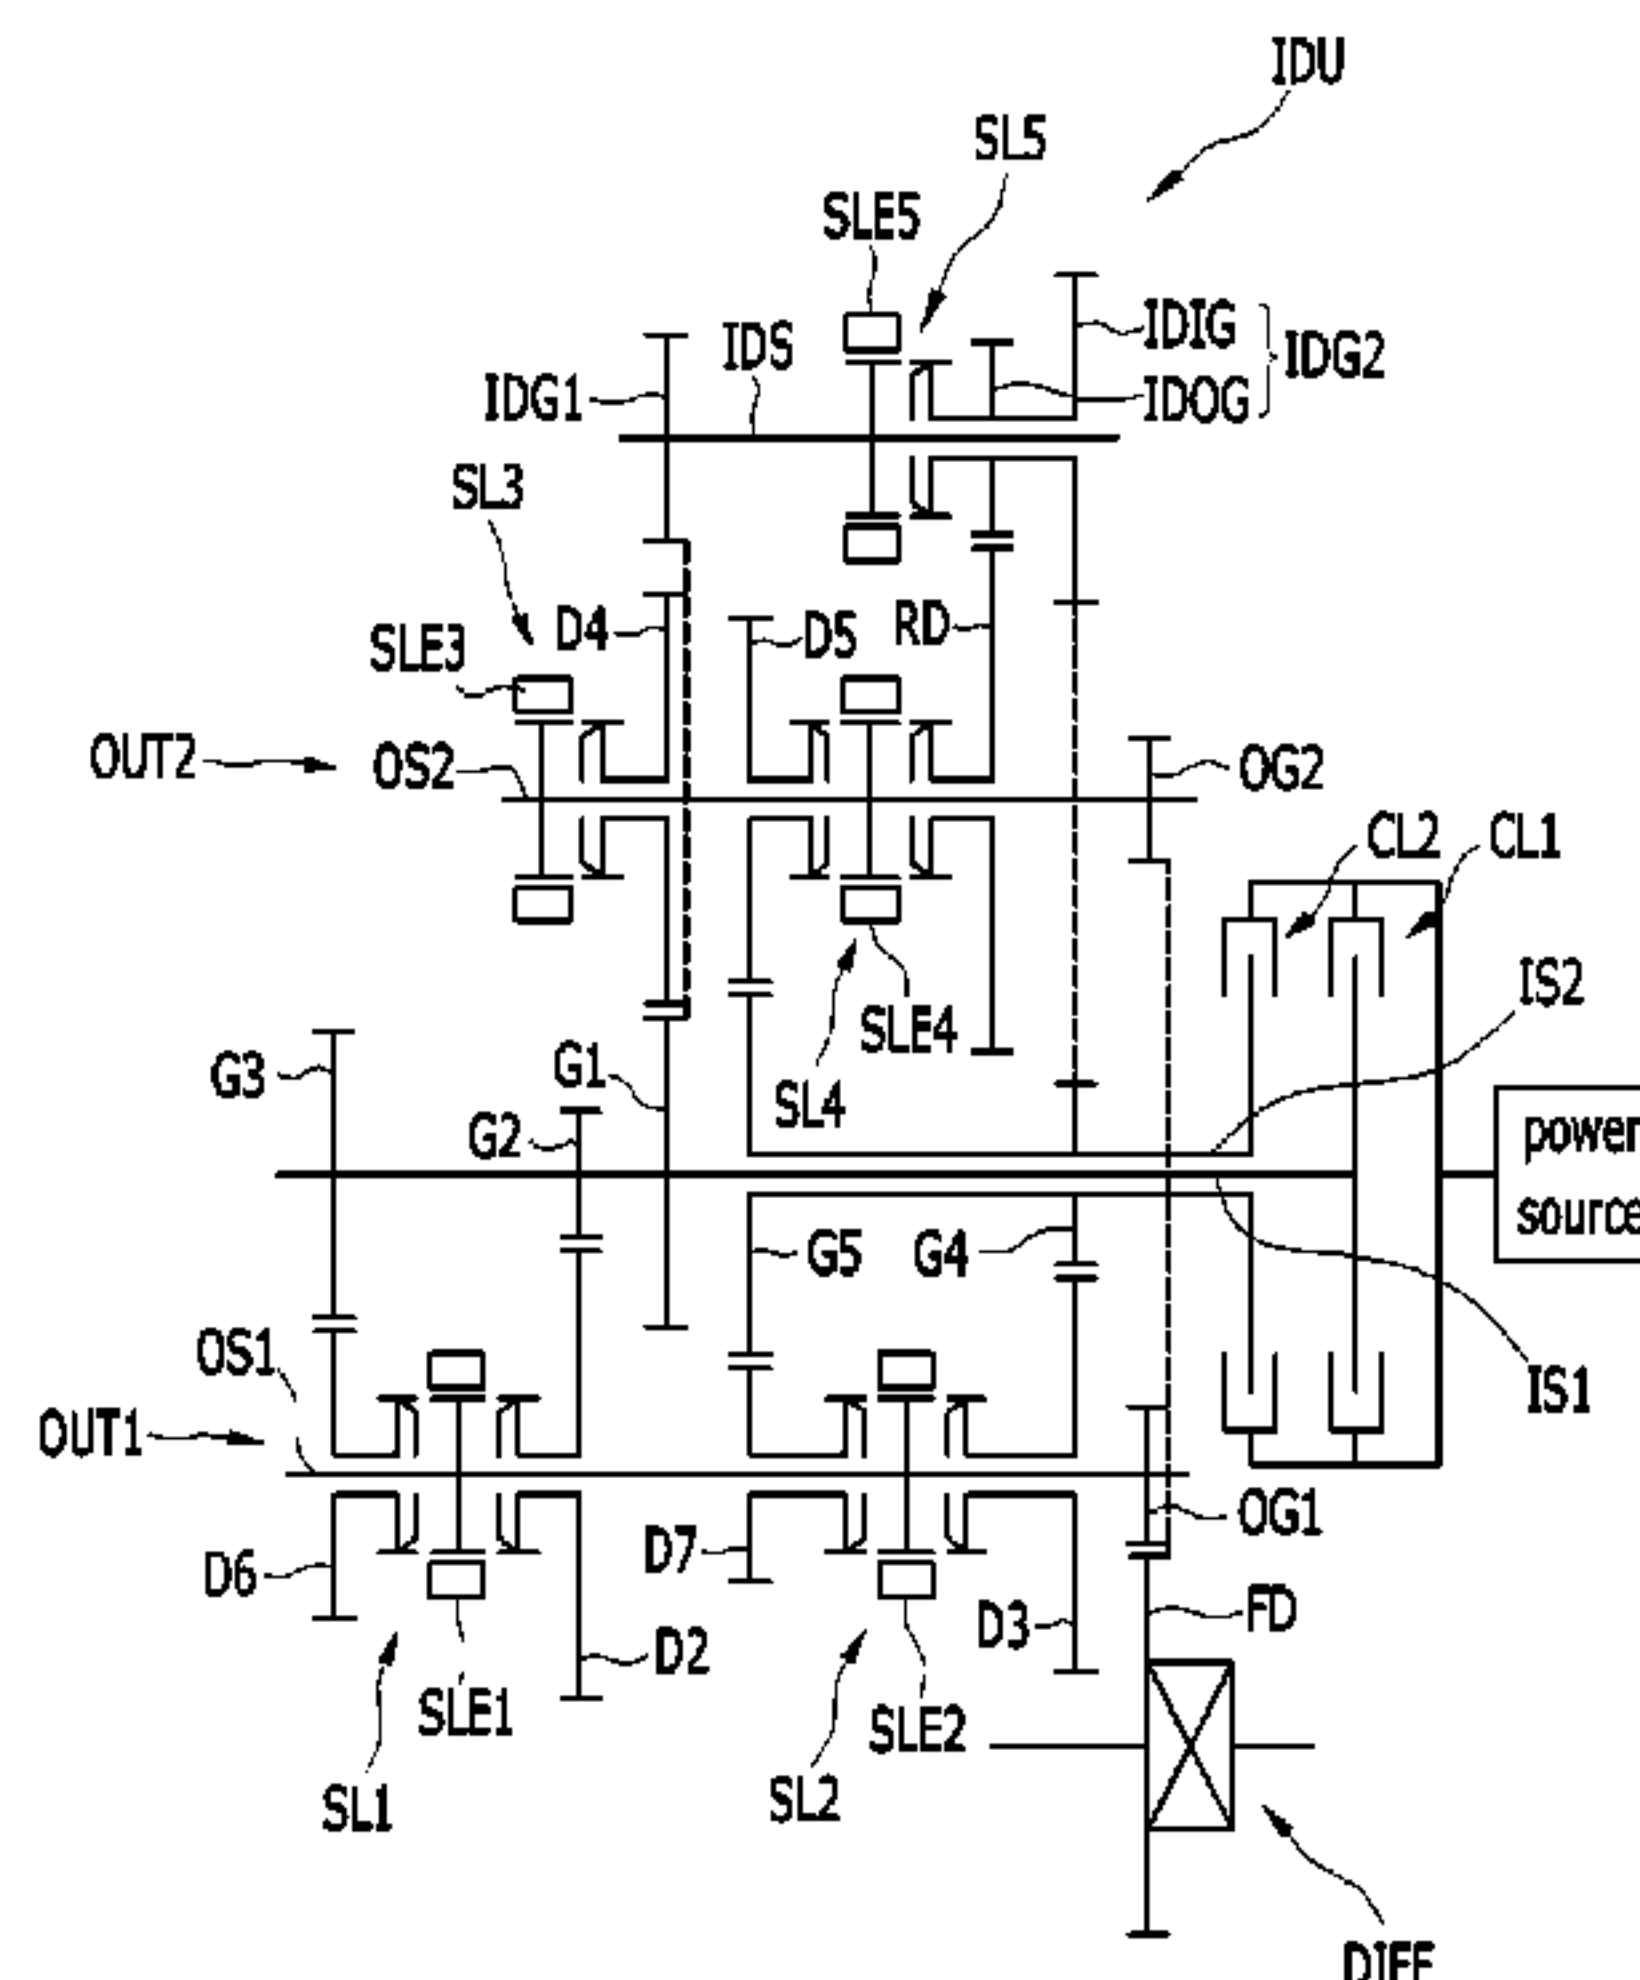 IDU
SL5
SLE5
IDIG
IDS
IDG2
IDG1
IDOG
SL3
D4
D5
RD
SLE3
OUT2
OS2
OG2
CL2
CL1
IS2
SLE4
G3
G1
SL4
G2
power
source
G5
G4
OS1
IS1
OUT1
OG1
D7
D6
FD
D3
D2
SLE1
SLE2
SL1
SL2
DIFF